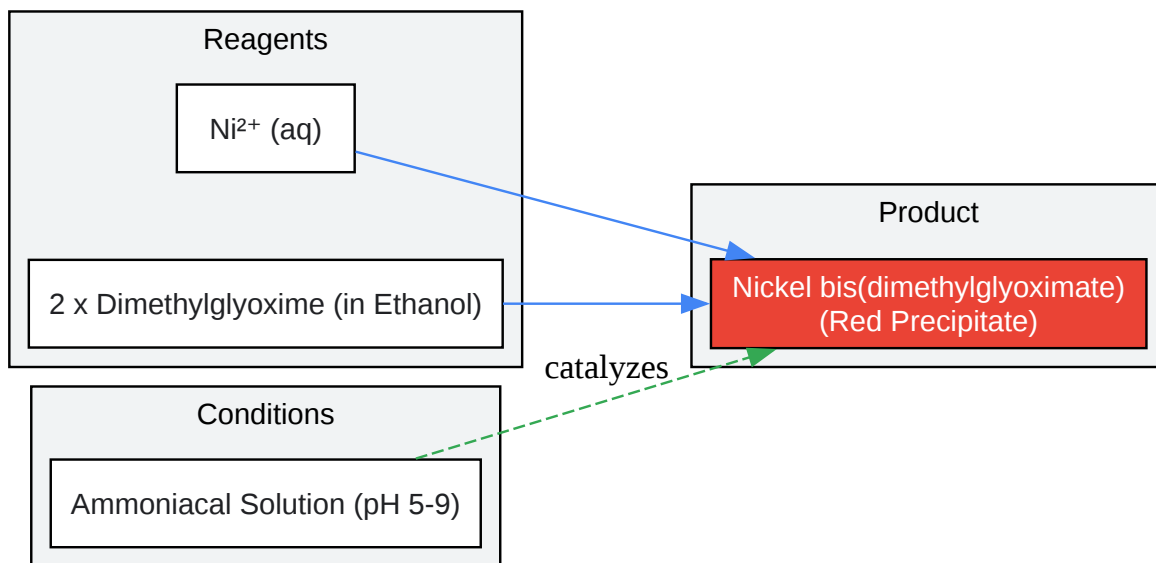 Reagents
Ni²⁺ (aq)
2 x Dimethylglyoxime (in Ethanol)
Product
Nickel bis(dimethylglyoximate)
(Red Precipitate)
catalyzes
Conditions
Ammoniacal Solution (pH 5-9)